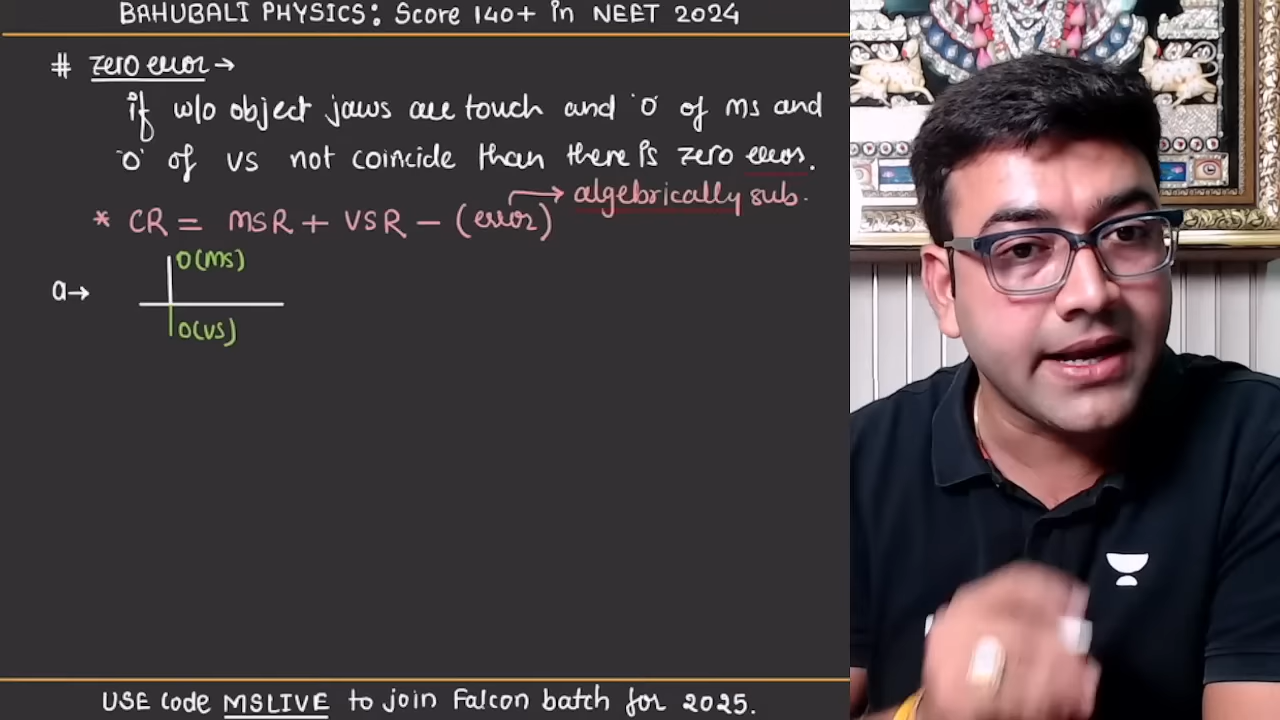 BAHUBALI PHYSICS: Score 140+ in NEET 2024
# zero error →
if w/o object jaws are touch and '0' of ms and
'0' of vs not coincide than there is zero error.
→ algebrically sub.
* CR = MSR + VSR - (error)
0(MS)
a→
0(VS)
USE Code MSLIVE to join Falcon batch for 2025.